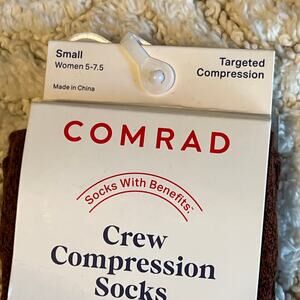 Small
Women 5-7.5
Made in China
Targeted
Compression
COMRAD
Socks With Benefits.
Crew
Compression
Socks